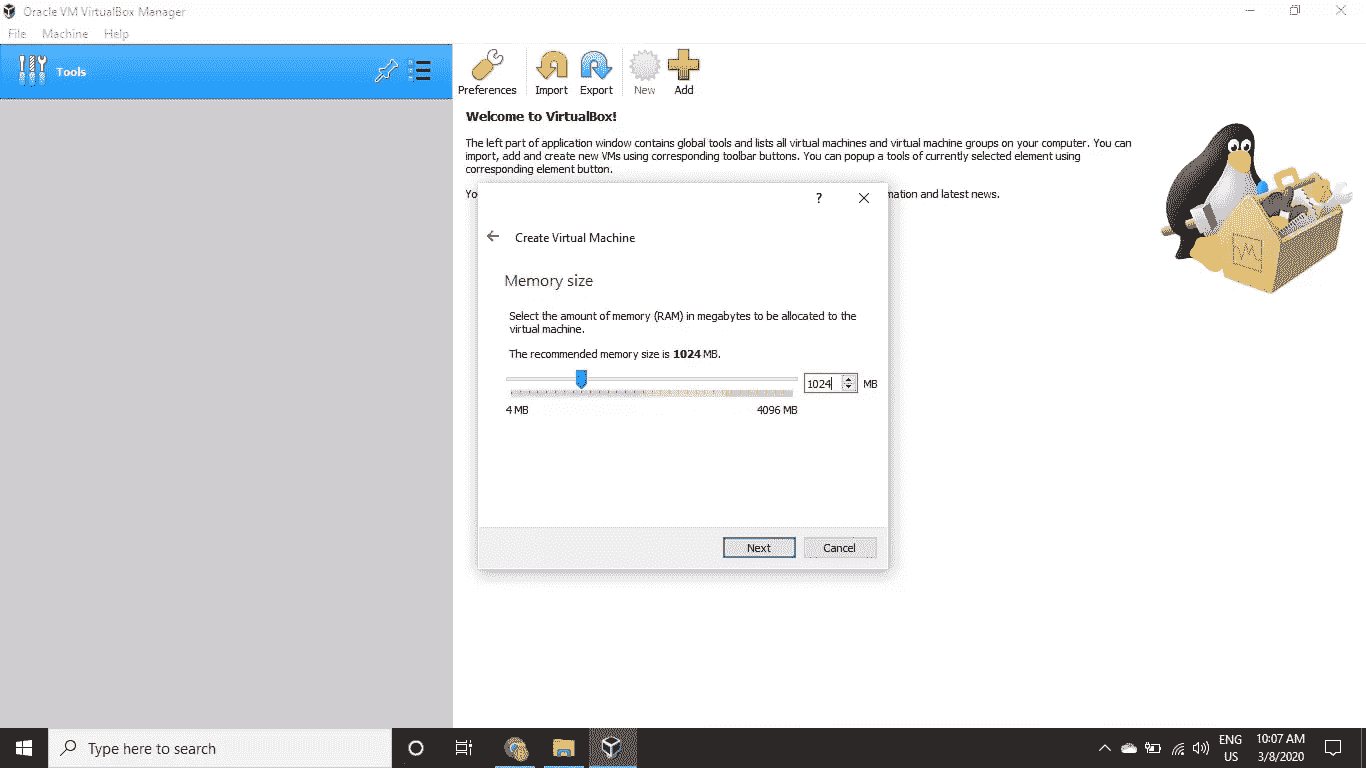 Oracle VM VirtualBox Manager
File Machine Help
Tools
Preferences Import Export New Add
Welcome to VirtualBox!
The left part of application window contains global tools and lists all virtual machines and virtual machine groups on your computer. You can
import, add and create new VMs using corresponding toolbar buttons. You can popup a tools of currently selected element using
corresponding element button.
Yo
and latest news.
?
Create Virtual Machine
Memory size
Select the amount of memory (RAM) in megabytes to be allocated to the
virtual machine.
The recommended memory size is 1024 MB.
1024 MB
4 MB 4096 MB
Next Cancel
Type here to search
ENG 10:07 AM
US 3/8/2020